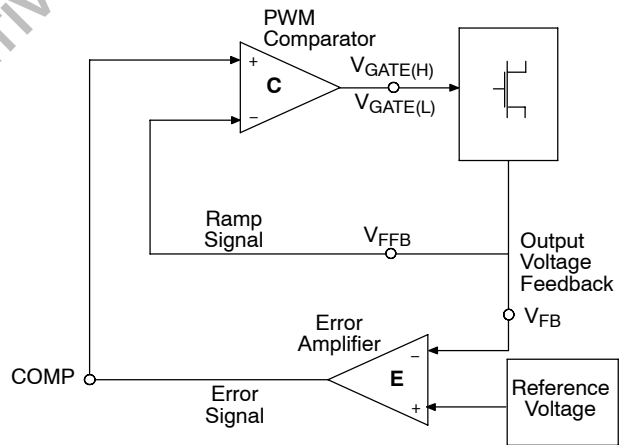 PWM
Comparator
+
C
−
VGATE(H)
VGATE(L)
Ramp
Signal
VFFB
Output
Voltage
Feedback
VFB
Error
Amplifier
−
E
+
COMP
Error
Signal
Reference
Voltage